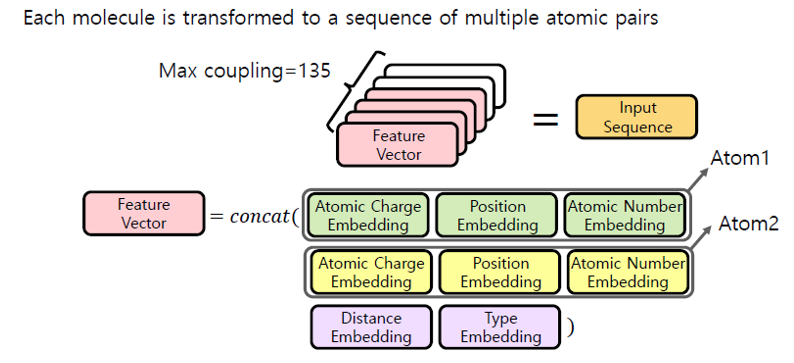 Each molecule is transformed to a sequence of multiple atomic pairs
Max coupling=135
Feature
Vector
=
Input
Sequence
Atom1
Feature
Vector
= concat(
Atomic Charge
Embedding
Position
Embedding
Atomic Number
Embedding
Atom2
Atomic Charge
Embedding
Position
Embedding
Atomic Number
Embedding
Distance
Embedding
Type
Embedding
)